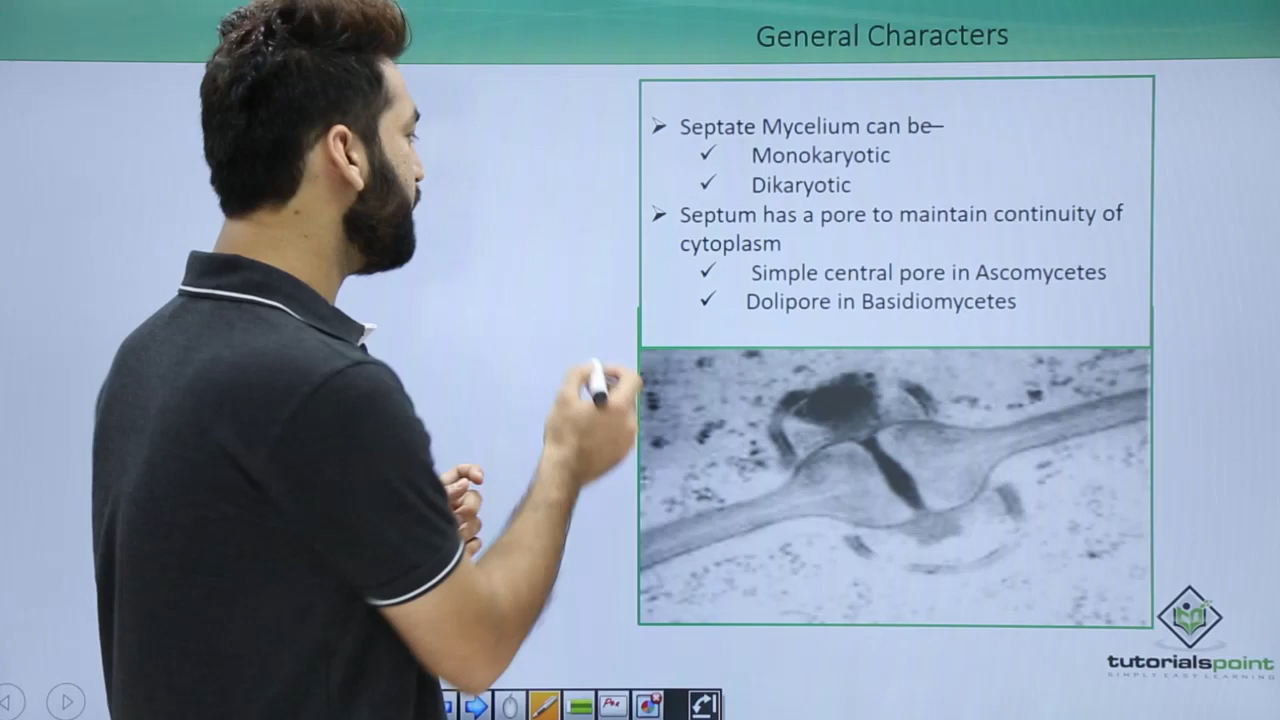 General Characters
Septate Mycelium can be–
Monokaryotic
Dikaryotic
Septum has a pore to maintain continuity of
cytoplasm
Simple central pore in Ascomycetes
Dolipore in Basidiomycetes
tutorialspoint
SIMPLY EASY LEARNING
Pen